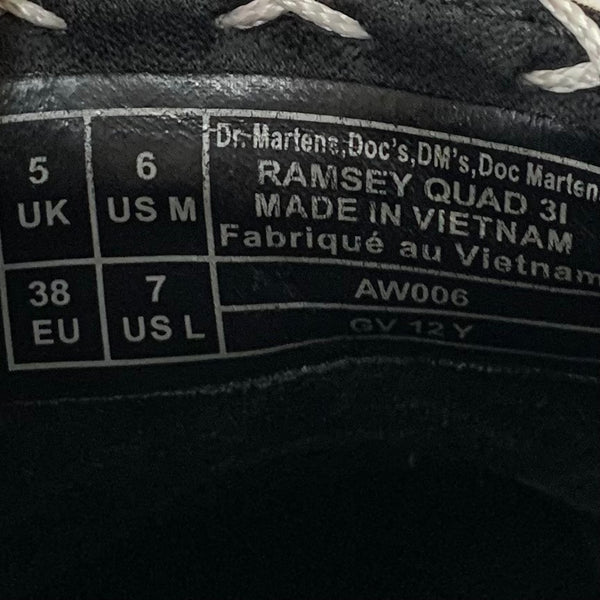 5
UK
6
US M
38
EU
7
US L
Dr. Martens,Doc's,DM's,Doc Marten
RAMSEY QUAD 3I
MADE IN VIETNAM
Fabriqué au Vietnam
AW006
GV 12 Y